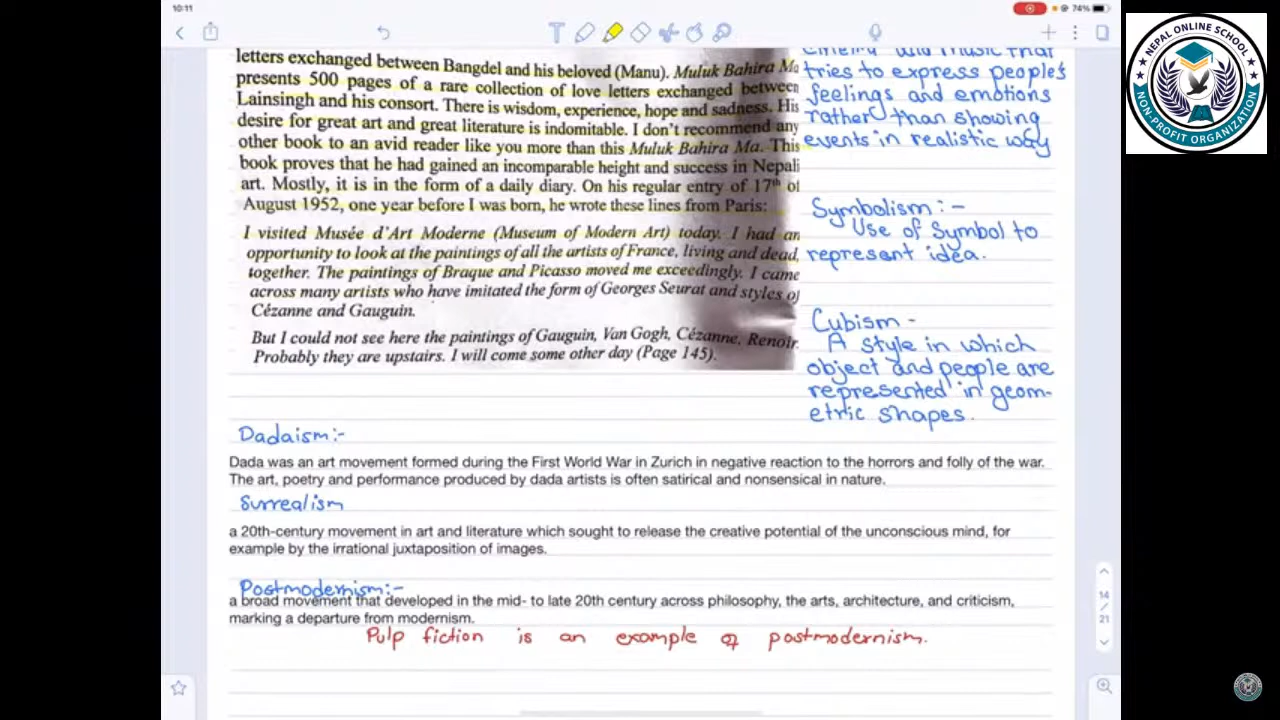 10:11
74%
T
letters exchanged between Bangdel and his beloved (Manu). Muluk Bahira Ma
presents 500 pages of a rare collection of love letters exchanged between
Lainsingh and his consort. There is wisdom, experience, hope and sadness. His
desire for great art and great literature is indomitable. I don't recommend any
other book to an avid reader like you more than this Muluk Bahira Ma. This
book proves that he had gained an incomparable height and success in Nepali
art. Mostly, it is in the form of a daily diary. On his regular entry of 17th of
August 1952, one year before I was born, he wrote these lines from Paris:
I visited Musée d'Art Moderne (Museum of Modern Art) today. I had an
opportunity to look at the paintings of all the artists of France, living and dead,
together. The paintings of Braque and Picasso moved me exceedingly. I came
across many artists who have imitated the form of Georges Seurat and styles of
Cézanne and Gauguin.
But I could not see here the paintings of Gauguin, Van Gogh, Cézanne, Renoir.
Probably they are upstairs. I will come some other day (Page 145).
cinema and music that
tries to express people's
feelings and emotions
rather than showing
events in realistic way
Symbolism:-
Use of Symbol to
represent idea.
Cubism -
A style in which
object and people are
represented in geom-
etric shapes.
Dadaism:-
Dada was an art movement formed during the First World War in Zurich in negative reaction to the horrors and folly of the war.
The art, poetry and performance produced by dada artists is often satirical and nonsensical in nature.
Surrealism
a 20th-century movement in art and literature which sought to release the creative potential of the unconscious mind, for
example by the irrational juxtaposition of images.
Postmodernism:-
a broad movement that developed in the mid- to late 20th century across philosophy, the arts, architecture, and criticism,
marking a departure from modernism.
Pulp fiction is an example of postmodernism.
14
/
21
NEPAL ONLINE SCHOOL
NON-PROFIT ORGANIZATION